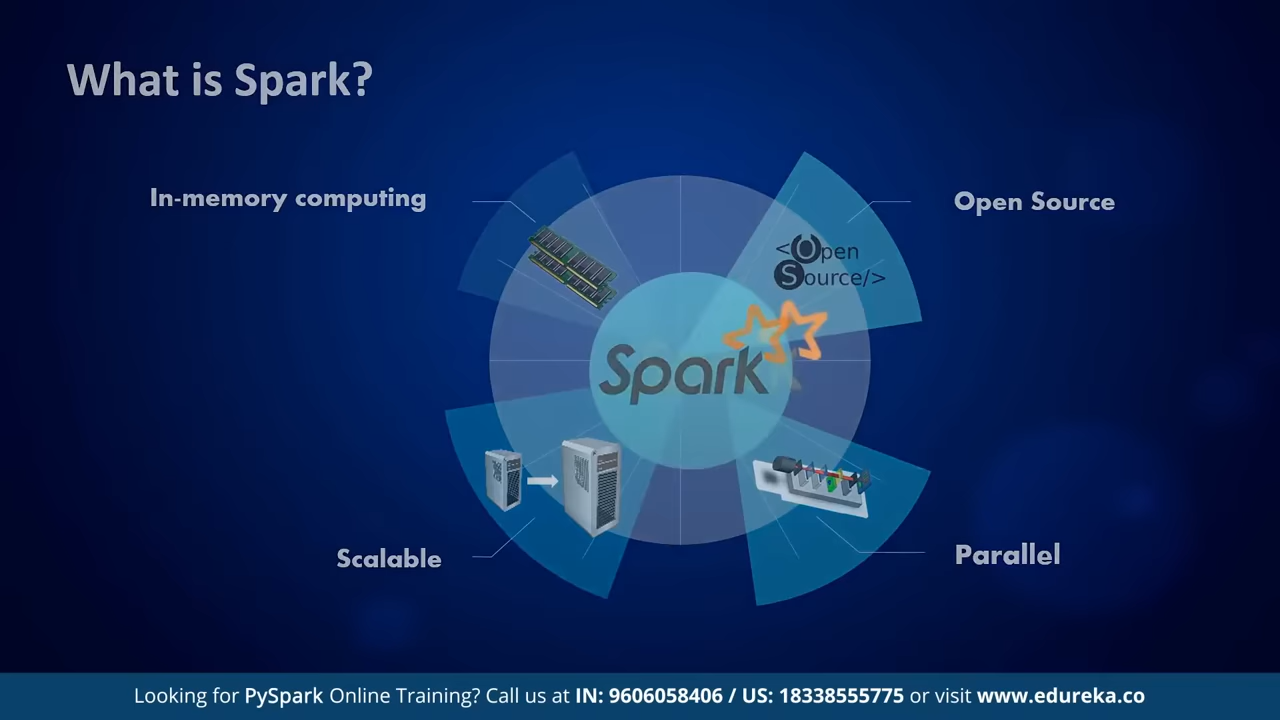 What is Spark?
In-memory computing
Open Source
<Open
Source/>
Spark
Scalable
Parallel
Looking for PySpark Online Training? Call us at IN: 9606058406 / US: 18338555775 or visit www.edureka.co